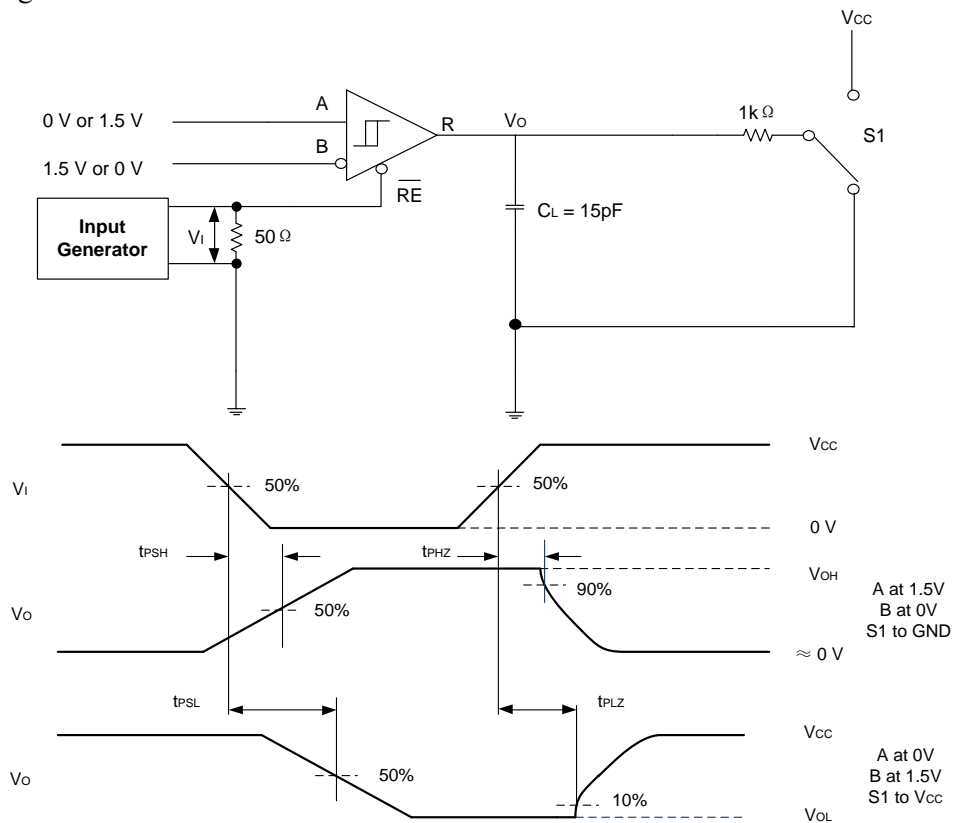 VCC
A
0 V or 1.5 V
B
1.5 V or 0 V
R
VO
1kΩ
S1
RE
CL = 15pF
Input
Generator
VI
50Ω
VI
50%
50%
VCC
0 V
tPSH
tPHZ
VO
50%
90%
VOH
≈ 0 V
A at 1.5V
B at 0V
S1 to GND
tPSL
tPLZ
VO
50%
10%
VCC
VOL
A at 0V
B at 1.5V
S1 to VCC